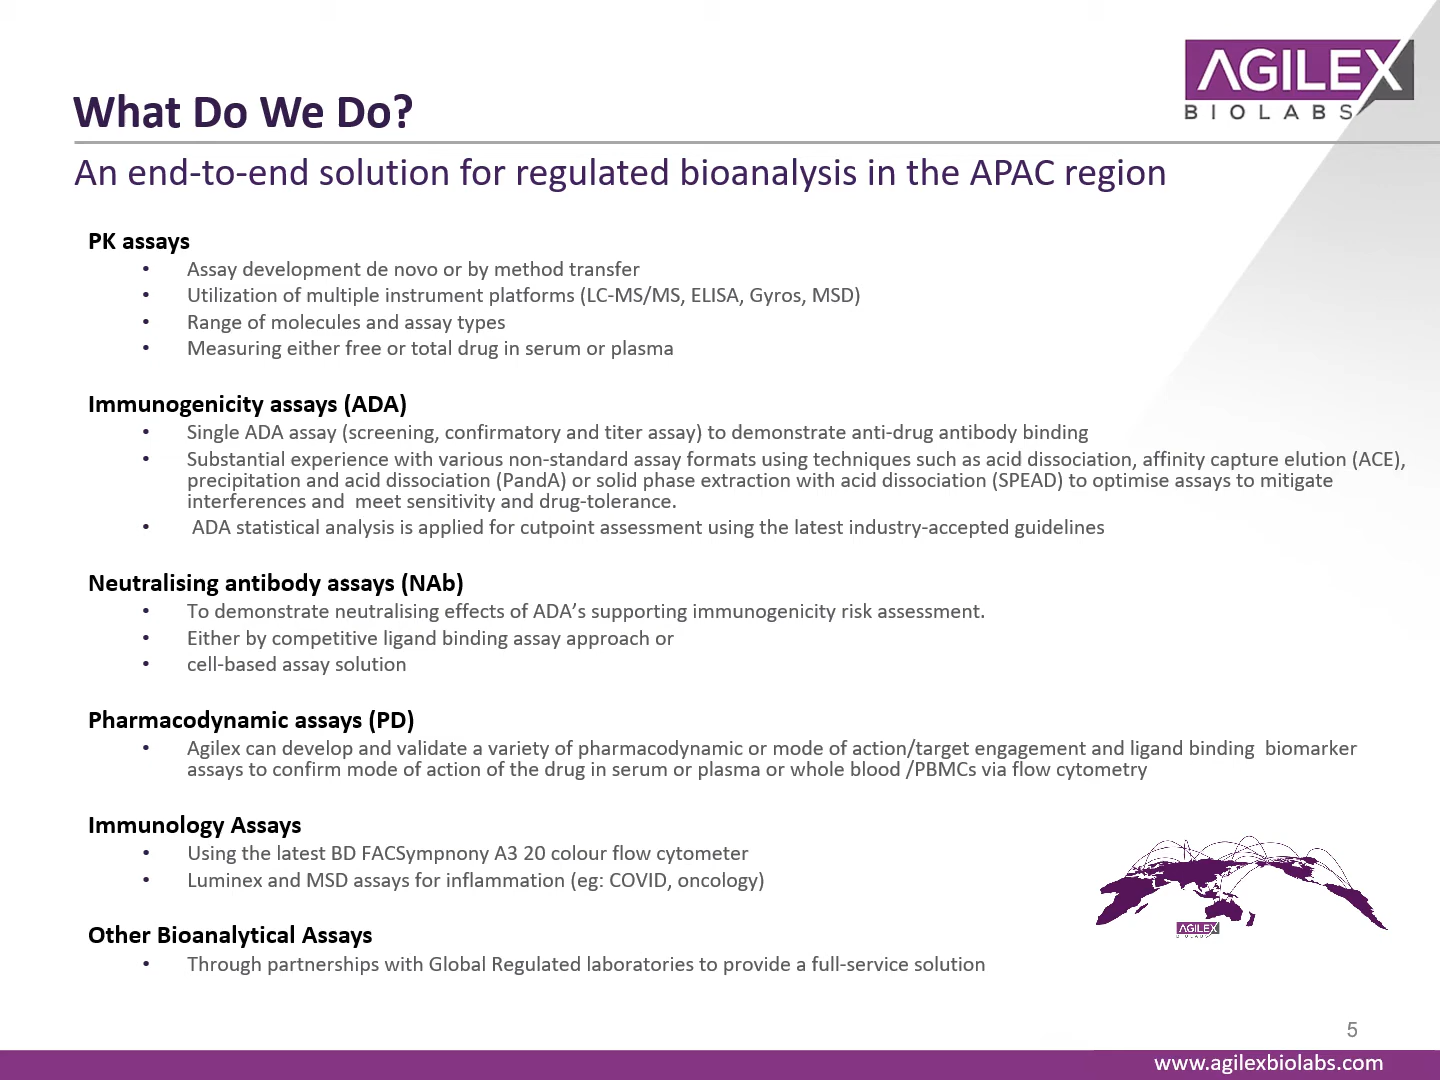 AGILEX
BIOLABS
What Do We Do?
An end-to-end solution for regulated bioanalysis in the APAC region
PK assays
• Assay development de novo or by method transfer
• Utilization of multiple instrument platforms (LC-MS/MS, ELISA, Gyros, MSD)
• Range of molecules and assay types
• Measuring either free or total drug in serum or plasma
Immunogenicity assays (ADA)
• Single ADA assay (screening, confirmatory and titer assay) to demonstrate anti-drug antibody binding
• Substantial experience with various non-standard assay formats using techniques such as acid dissociation, affinity capture elution (ACE),
precipitation and acid dissociation (PandA) or solid phase extraction with acid dissociation (SPEAD) to optimise assays to mitigate
interferences and  meet sensitivity and drug-tolerance.
• ADA statistical analysis is applied for cutpoint assessment using the latest industry-accepted guidelines
Neutralising antibody assays (NAb)
• To demonstrate neutralising effects of ADA’s supporting immunogenicity risk assessment.
• Either by competitive ligand binding assay approach or
• cell-based assay solution
Pharmacodynamic assays (PD)
• Agilex can develop and validate a variety of pharmacodynamic or mode of action/target engagement and ligand binding  biomarker
assays to confirm mode of action of the drug in serum or plasma or whole blood /PBMCs via flow cytometry
Immunology Assays
• Using the latest BD FACSympnony A3 20 colour flow cytometer
• Luminex and MSD assays for inflammation (eg: COVID, oncology)
Other Bioanalytical Assays
• Through partnerships with Global Regulated laboratories to provide a full-service solution
AGILEX
BIOLABS
5
www.agilexbiolabs.com